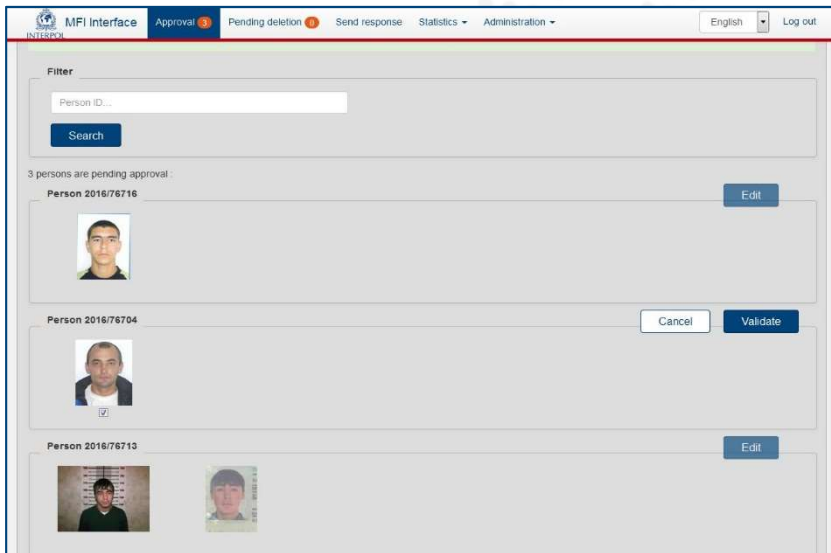 MFI Interface
Approval 3
Pending deletion 0
Send response
Statistics
Administration
English
Log out
INTERPOL
Filter
Person ID...
Search
3 persons are pending approval :
Person 2016/76716
Edit
Person 2016/76704
Cancel
Validate
Person 2016/76713
Edit